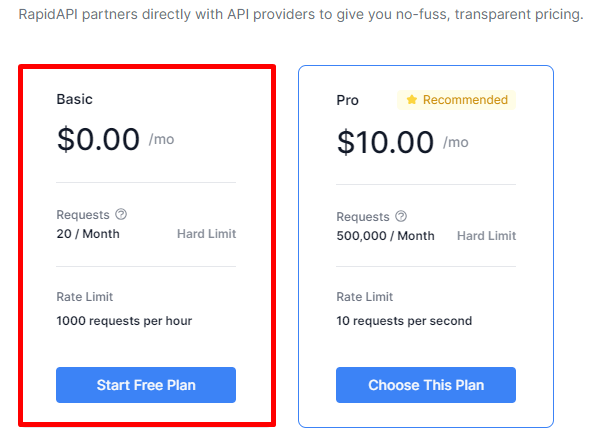 RapidAPI partners directly with API providers to give you no-fuss, transparent pricing.
Basic
$0.00 /mo
Requests
20 / Month Hard Limit
Rate Limit
1000 requests per hour
Start Free Plan
Pro Recommended
$10.00 /mo
Requests
500,000 / Month Hard Limit
Rate Limit
10 requests per second
Choose This Plan